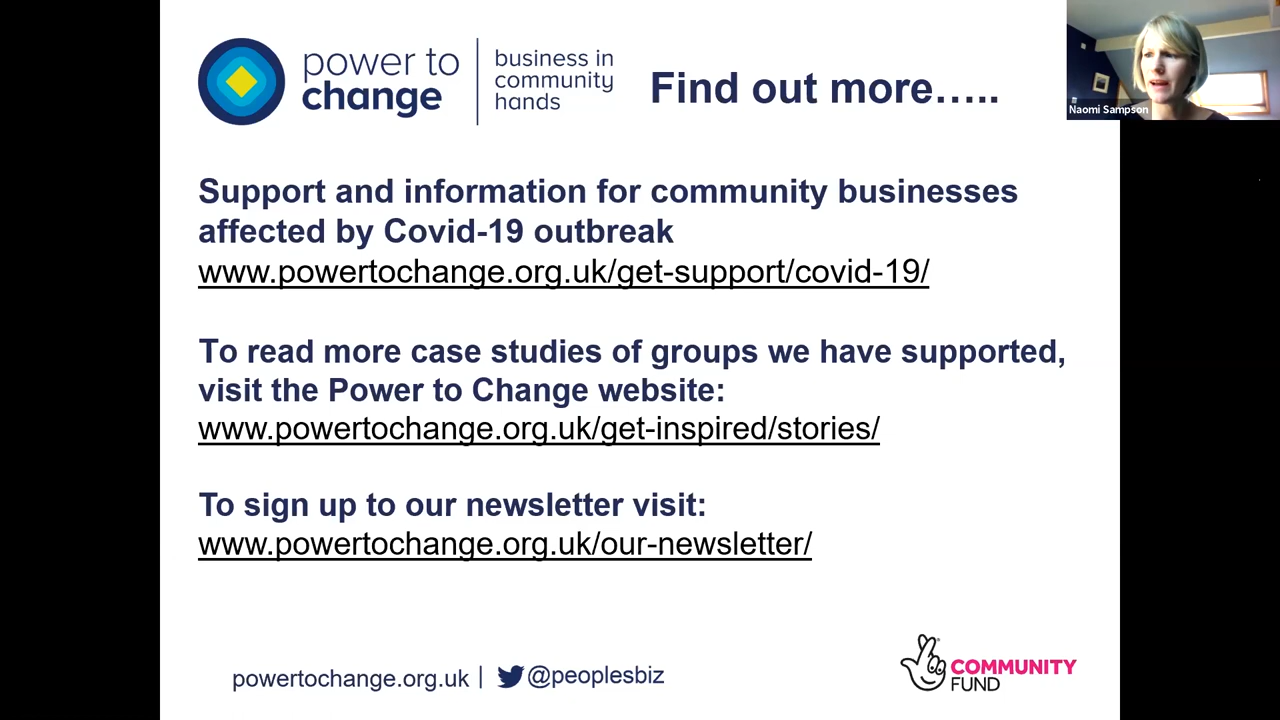 power to
change
business in
community
hands
Find out more…..
Naomi Sampson
Support and information for community businesses
affected by Covid-19 outbreak
www.powertochange.org.uk/get-support/covid-19/
To read more case studies of groups we have supported,
visit the Power to Change website:
www.powertochange.org.uk/get-inspired/stories/
To sign up to our newsletter visit:
www.powertochange.org.uk/our-newsletter/
powertochange.org.uk | @peoplesbiz
COMMUNITY
FUND